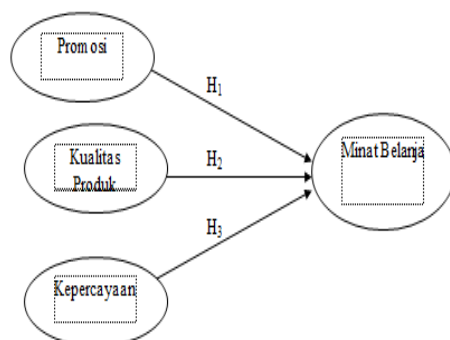 Promosi
H1
Kualitas
Produk
H2
Minat Belanja
H3
Kepercayaan